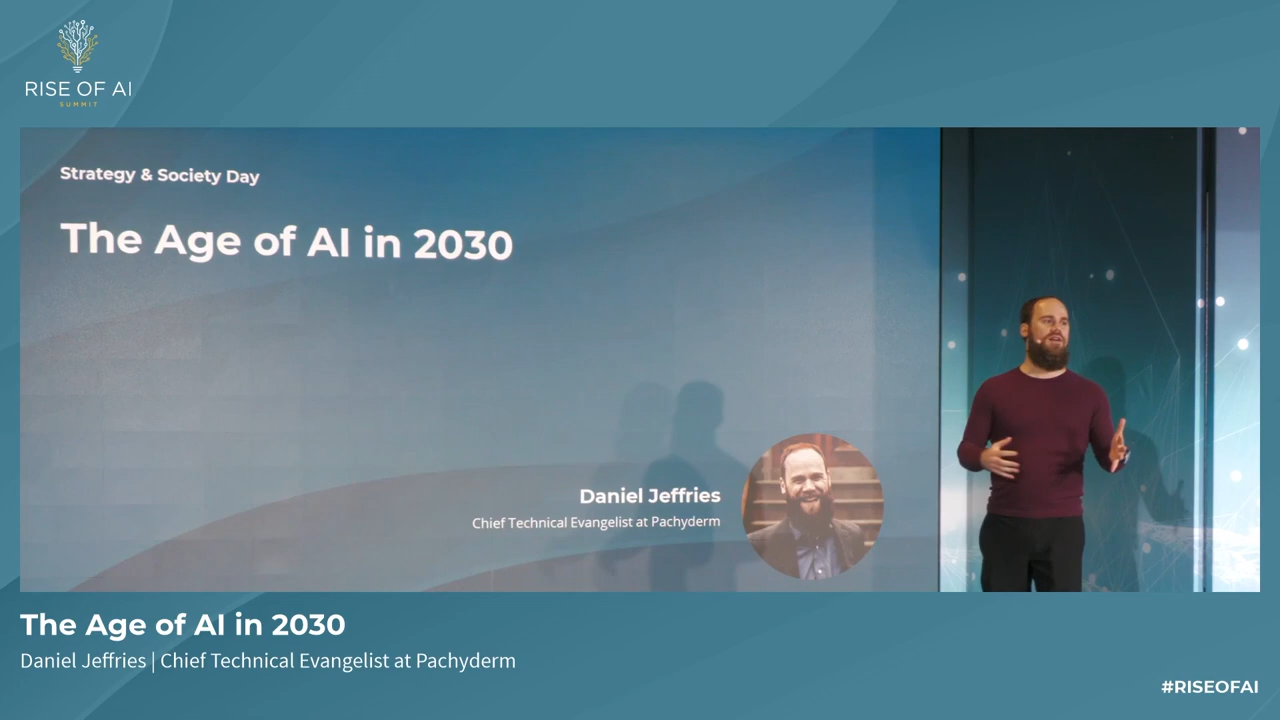 RISE OF AI
SUMMIT
Strategy & Society Day
The Age of AI in 2030
Daniel Jeffries
Chief Technical Evangelist at Pachyderm
The Age of AI in 2030
Daniel Jeffries | Chief Technical Evangelist at Pachyderm
#RISEOFAI